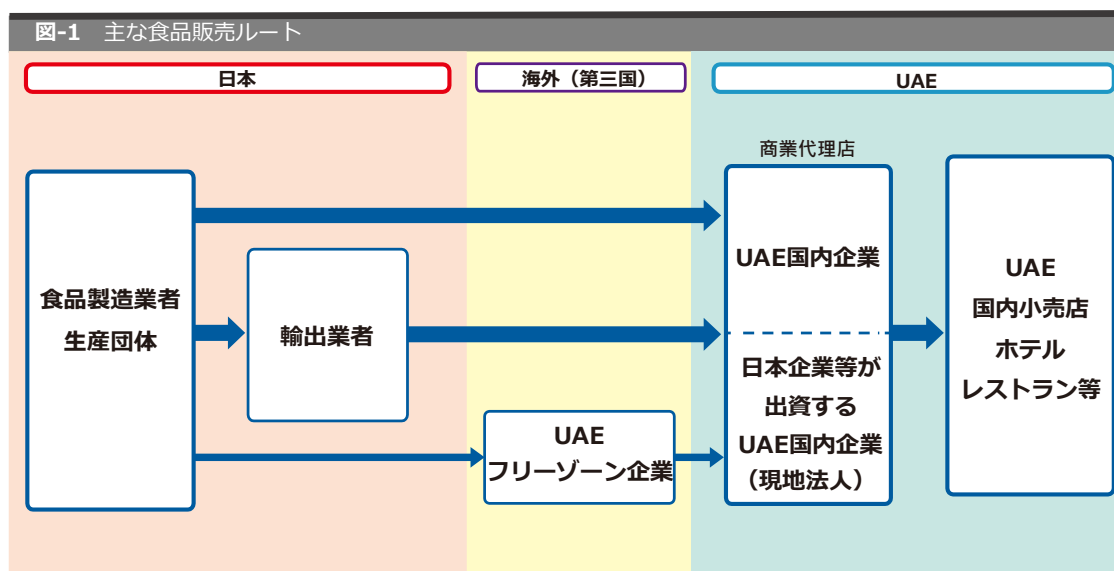 図-1 主な食品販売ルート
日本
海外（第三国）
UAE
食品製造業者
生産団体
輸出業者
UAE
フリーゾーン企業
商業代理店
UAE国内企業
日本企業等が
出資する
UAE国内企業
（現地法人）
UAE
国内小売店
ホテル
レストラン等